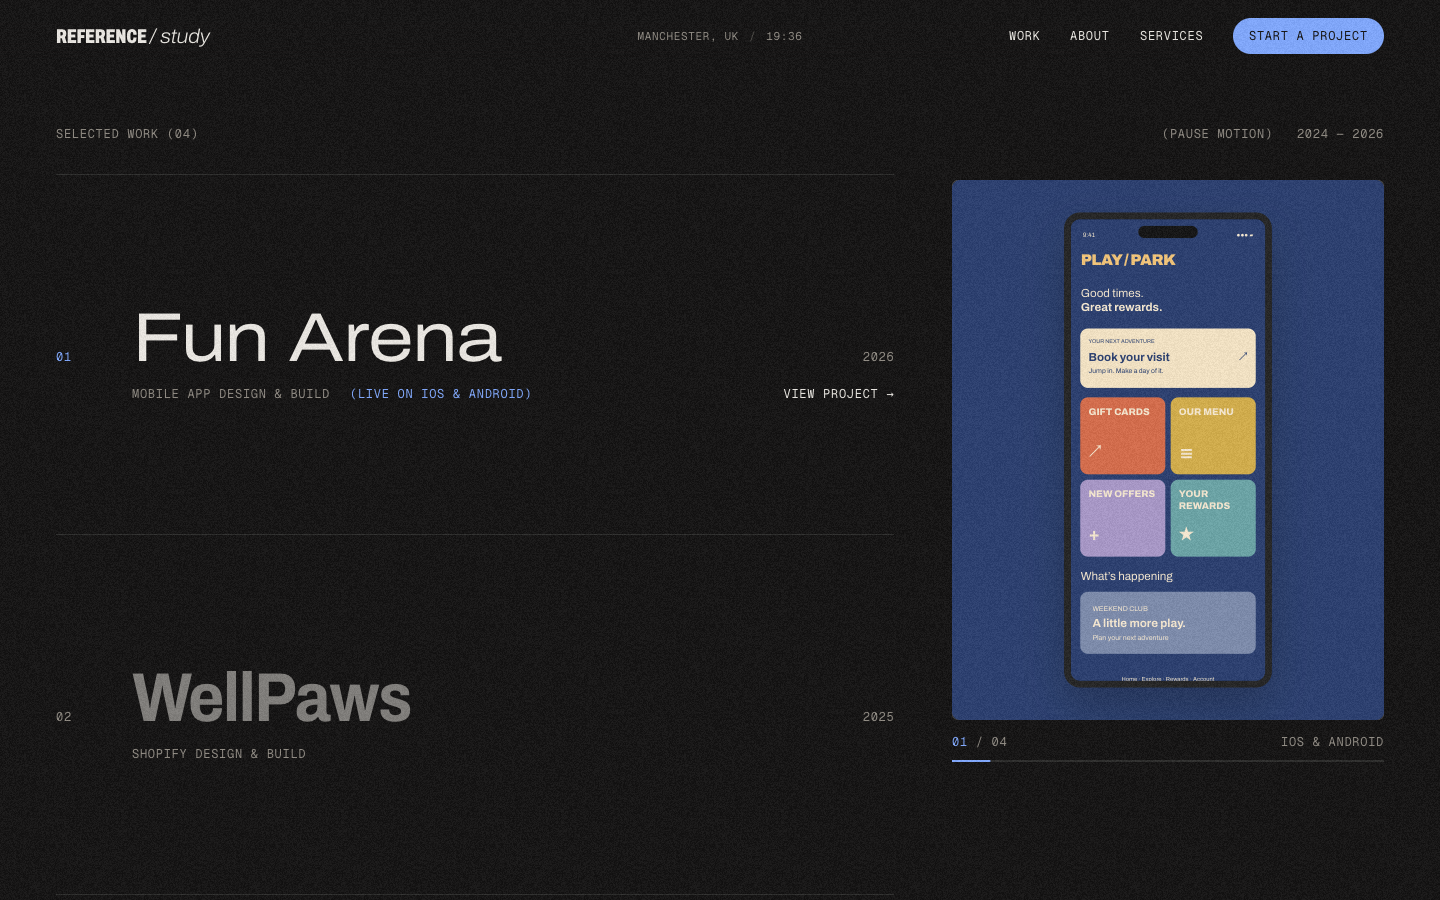 REFERENCE / study
MANCHESTER, UK / 19:36
WORK
ABOUT
SERVICES
START A PROJECT
SELECTED WORK (04)
(PAUSE MOTION)
2024 — 2026
01
Fun Arena
2026
MOBILE APP DESIGN & BUILD
(LIVE ON IOS & ANDROID)
VIEW PROJECT →
02
WellPaws
2025
SHOPIFY DESIGN & BUILD
9:41
PLAY/PARK
Good times.
Great rewards.
YOUR NEXT ADVENTURE
Book your visit
Jump in. Make a day of it.
GIFT CARDS
OUR MENU
NEW OFFERS
YOUR
REWARDS
What's happening
WEEKEND CLUB
A little more play.
Plan your next adventure
Home · Explore · Rewards · Account
01 / 04
IOS & ANDROID